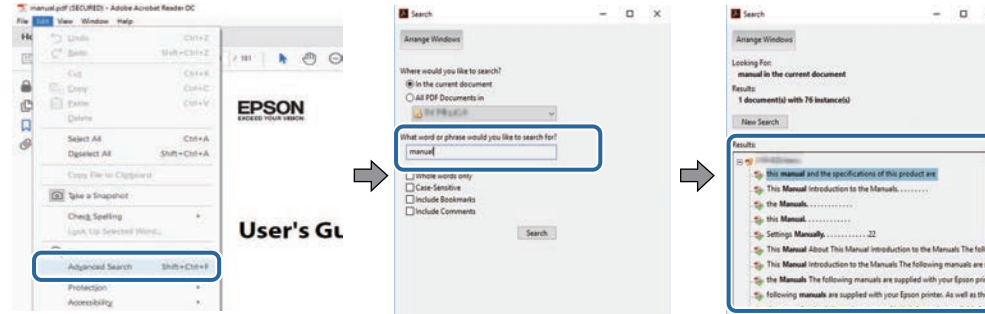 manual.pdf (SECURED) - Adobe Acrobat Reader DC
File Edit View Window Help
Undo Ctrl+Z
Redo Shift+Ctrl+Z
Cut Ctrl+X
Copy Ctrl+C
Paste Ctrl+V
Delete
Select All Ctrl+A
Deselect All Shift+Ctrl+A
Copy File to Clipboard
Take a Snapshot
Check Spelling
Look Up Selected Word...
Advanced Search Shift+Ctrl+F
Protection
Accessibility
/ 181
EPSON
EXCEED YOUR VISION
User's Gu
Search
Arrange Windows
Where would you like to search?
In the current document
All PDF Documents in
What word or phrase would you like to search for?
manual
Whole words only
Case-Sensitive
Include Bookmarks
Include Comments
Search
Search
Arrange Windows
Looking For:
manual in the current document
Results:
1 document(s) with 76 instance(s)
New Search
Results:
this manual and the specifications of this product are
This Manual Introduction to the Manuals. . . . . . . . .
the Manuals. . . . . . . . . . . . .
this Manual. . . . . . . . . . . . .
Settings Manually. . . . . . . . . . . . .22
This Manual About This Manual Introduction to the Manuals The foll
This Manual Introduction to the Manuals The following manuals are
the Manuals The following manuals are supplied with your Epson prin
following manuals are supplied with your Epson printer. As well as th